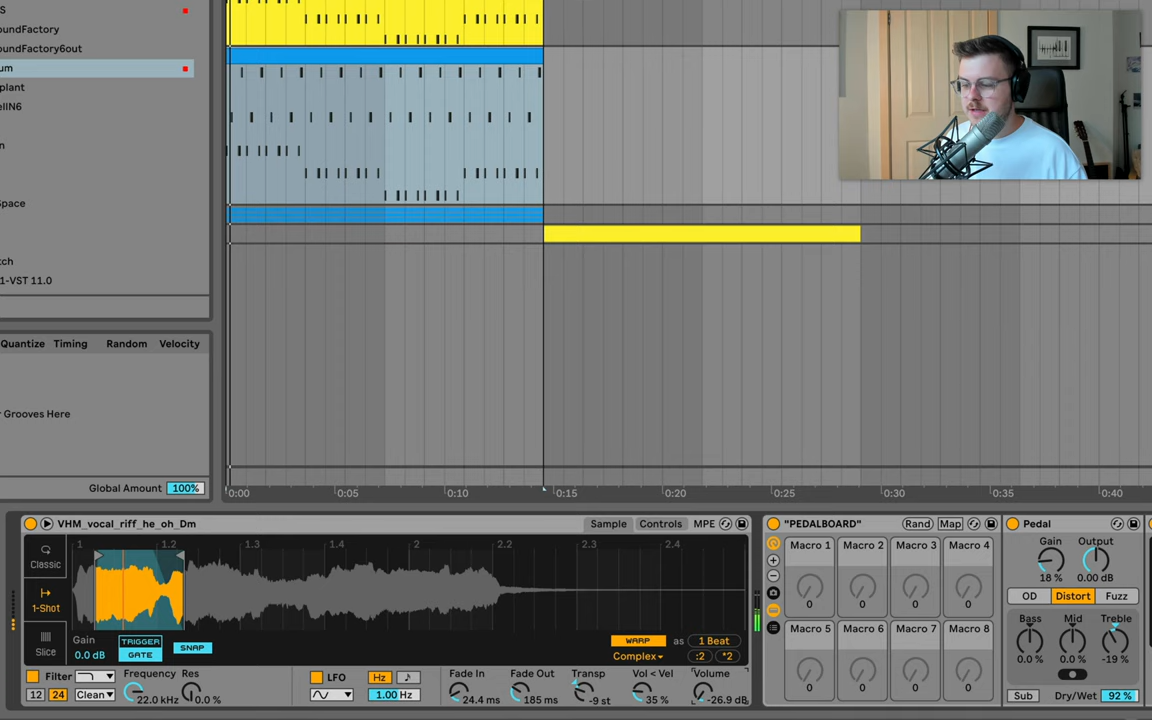 S
oundFactory
oundFactory6out
um
plant
ellN6
n
Space
tch
1-VST 11.0
Quantize Timing Random Velocity
Grooves Here
Global Amount 100%
0:00 0:05 0:10 0:15 0:20 0:25 0:30 0:35 0:40
VHM_vocal_riff_he_oh_Dm Sample Controls MPE
1 1.2 1.3 1.4 2 2.2 2.3 2.4
Classic
1-Shot
Slice
Gain
0.0 dB
TRIGGER
GATE
SNAP
WARP as 1 Beat
Complex :2 *2
Filter Frequency Res
12 24 Clean 22.0 kHz 0.0 %
LFO Hz
1.00 Hz
Fade In Fade Out Transp Vol < Vel Volume
24.4 ms 185 ms -9 st 35 % -26.9 dB
"PEDALBOARD" Rand Map
Macro 1 Macro 2 Macro 3 Macro 4
0 0 0 0
Macro 5 Macro 6 Macro 7 Macro 8
0 0 0 0
Pedal
Gain Output
18 % 0.00 dB
OD Distort Fuzz
Bass Mid Treble
0.0 % 0.0 % -19 %
Sub Dry/Wet 92 %